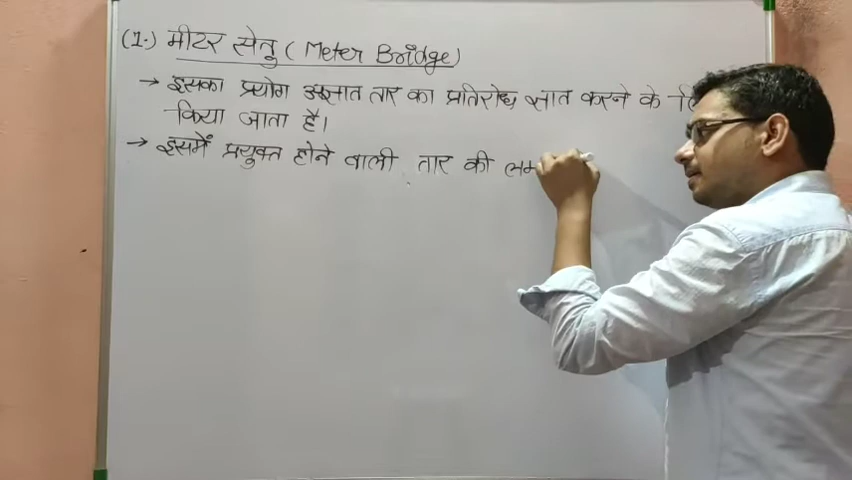 (1.) मीटर सेतु ( Meter Bridge)
→ इसका प्रयोग अज्ञात तार का प्रतिरोध ज्ञात करने के
किया जाता है।
→ इसमें प्रयुक्त होने वाली तार की